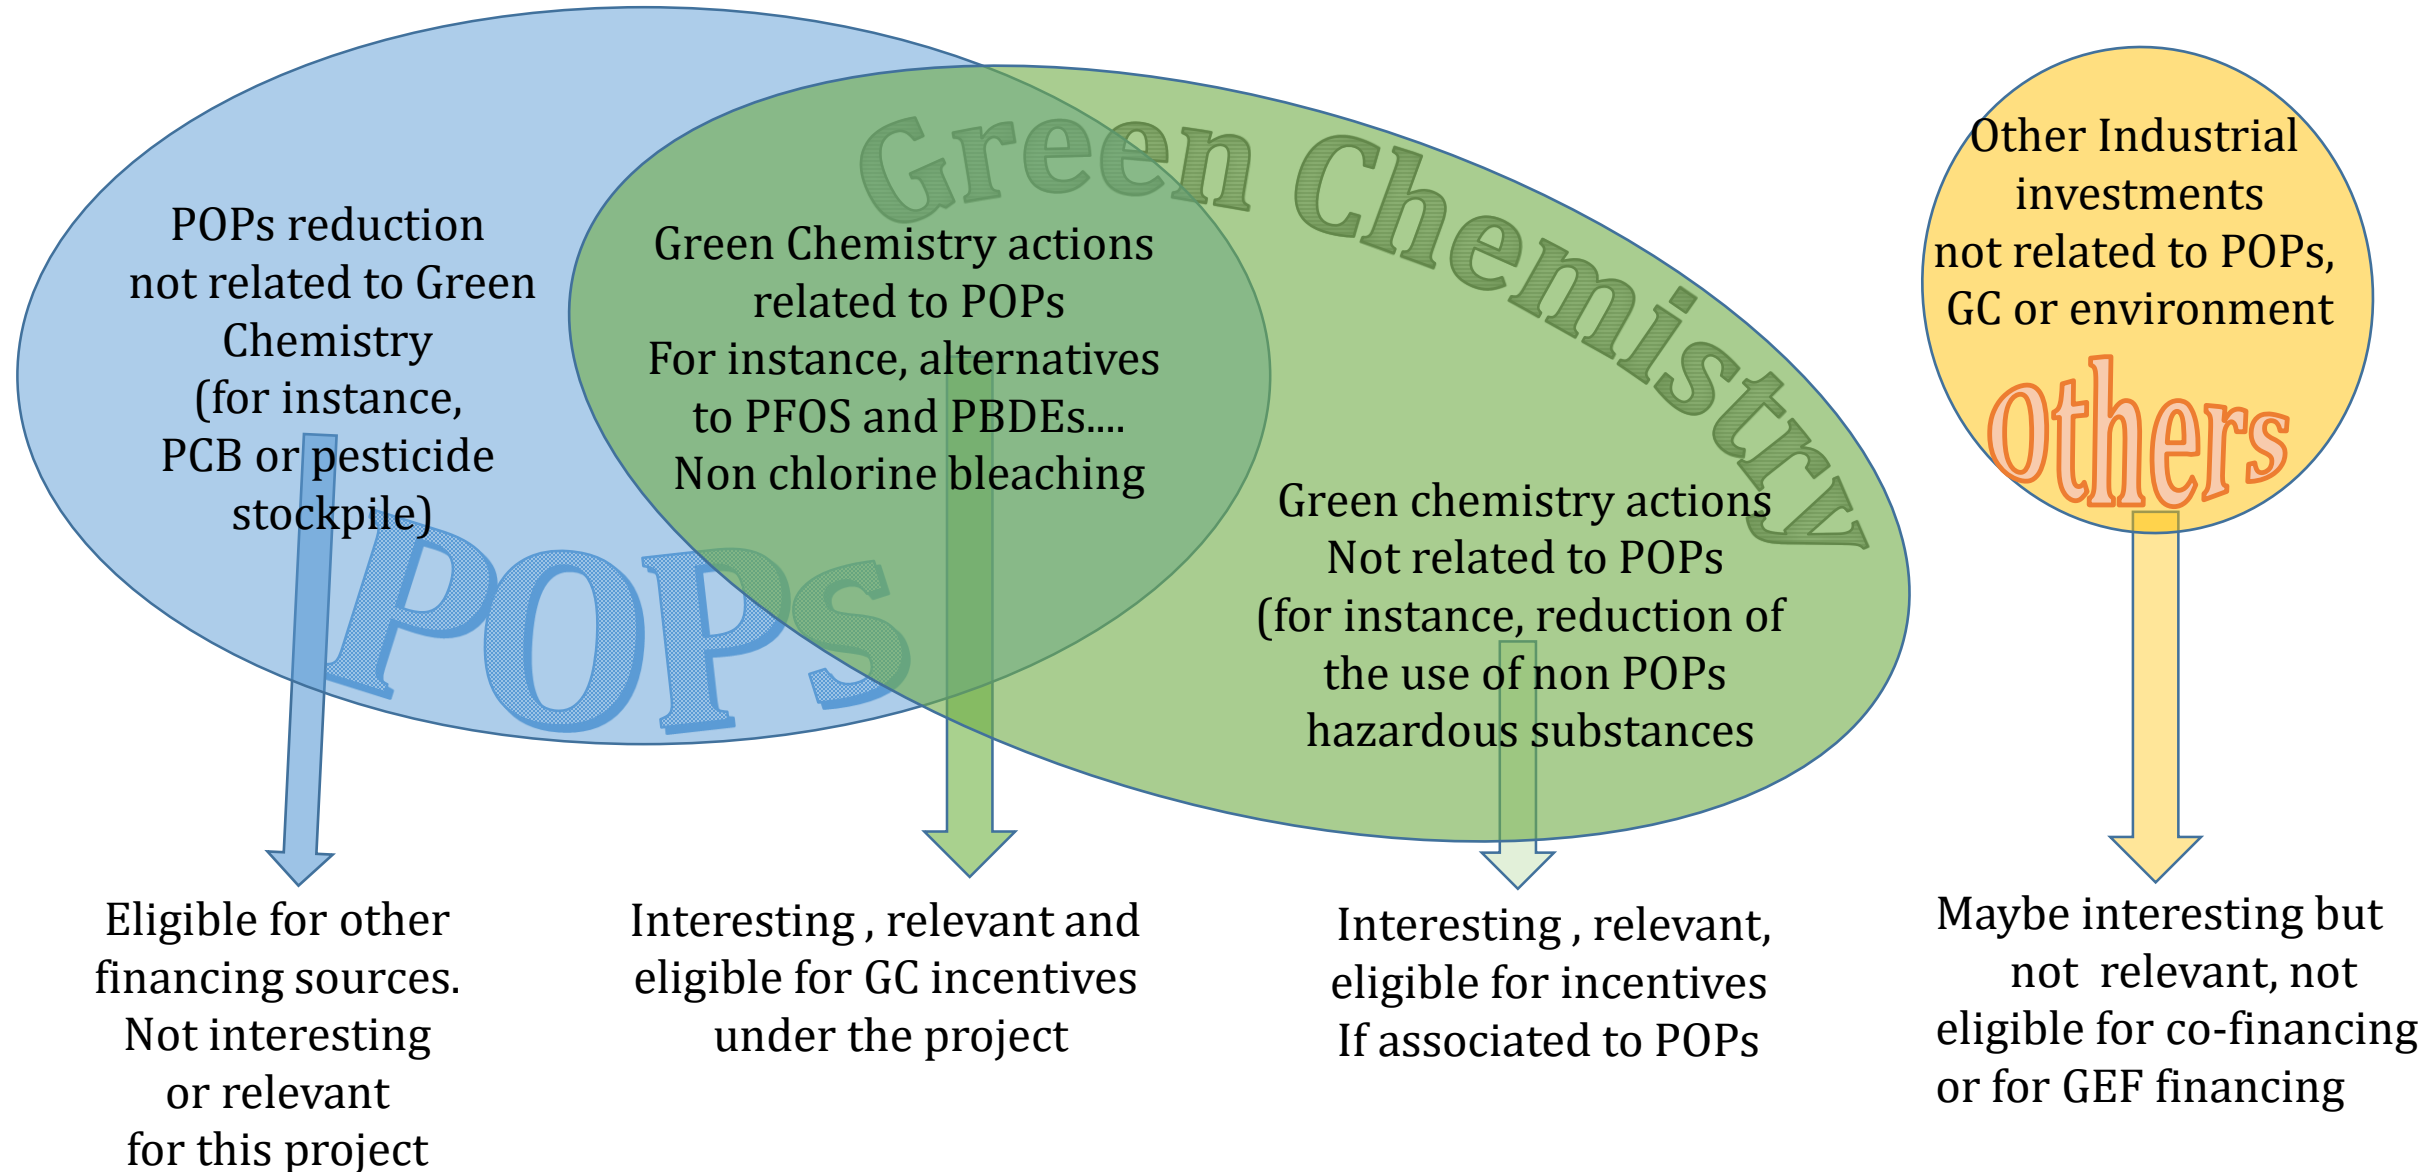 POPs reduction
not related to Green
Chemistry
(for instance,
PCB or pesticide
stockpile)
POPs
Green Chemistry
Green Chemistry actions
related to POPs
For instance, alternatives
to PFOS and PBDEs....
Non chlorine bleaching
Green chemistry actions
Not related to POPs
(for instance, reduction of
the use of non POPs
hazardous substances
Other Industrial
investments
not related to POPs,
GC or environment
others
Eligible for other
financing sources.
Not interesting
or relevant
for this project
Interesting , relevant and
eligible for GC incentives
under the project
Interesting , relevant,
eligible for incentives
If associated to POPs
Maybe interesting but
not relevant, not
eligible for co-financing
or for GEF financing